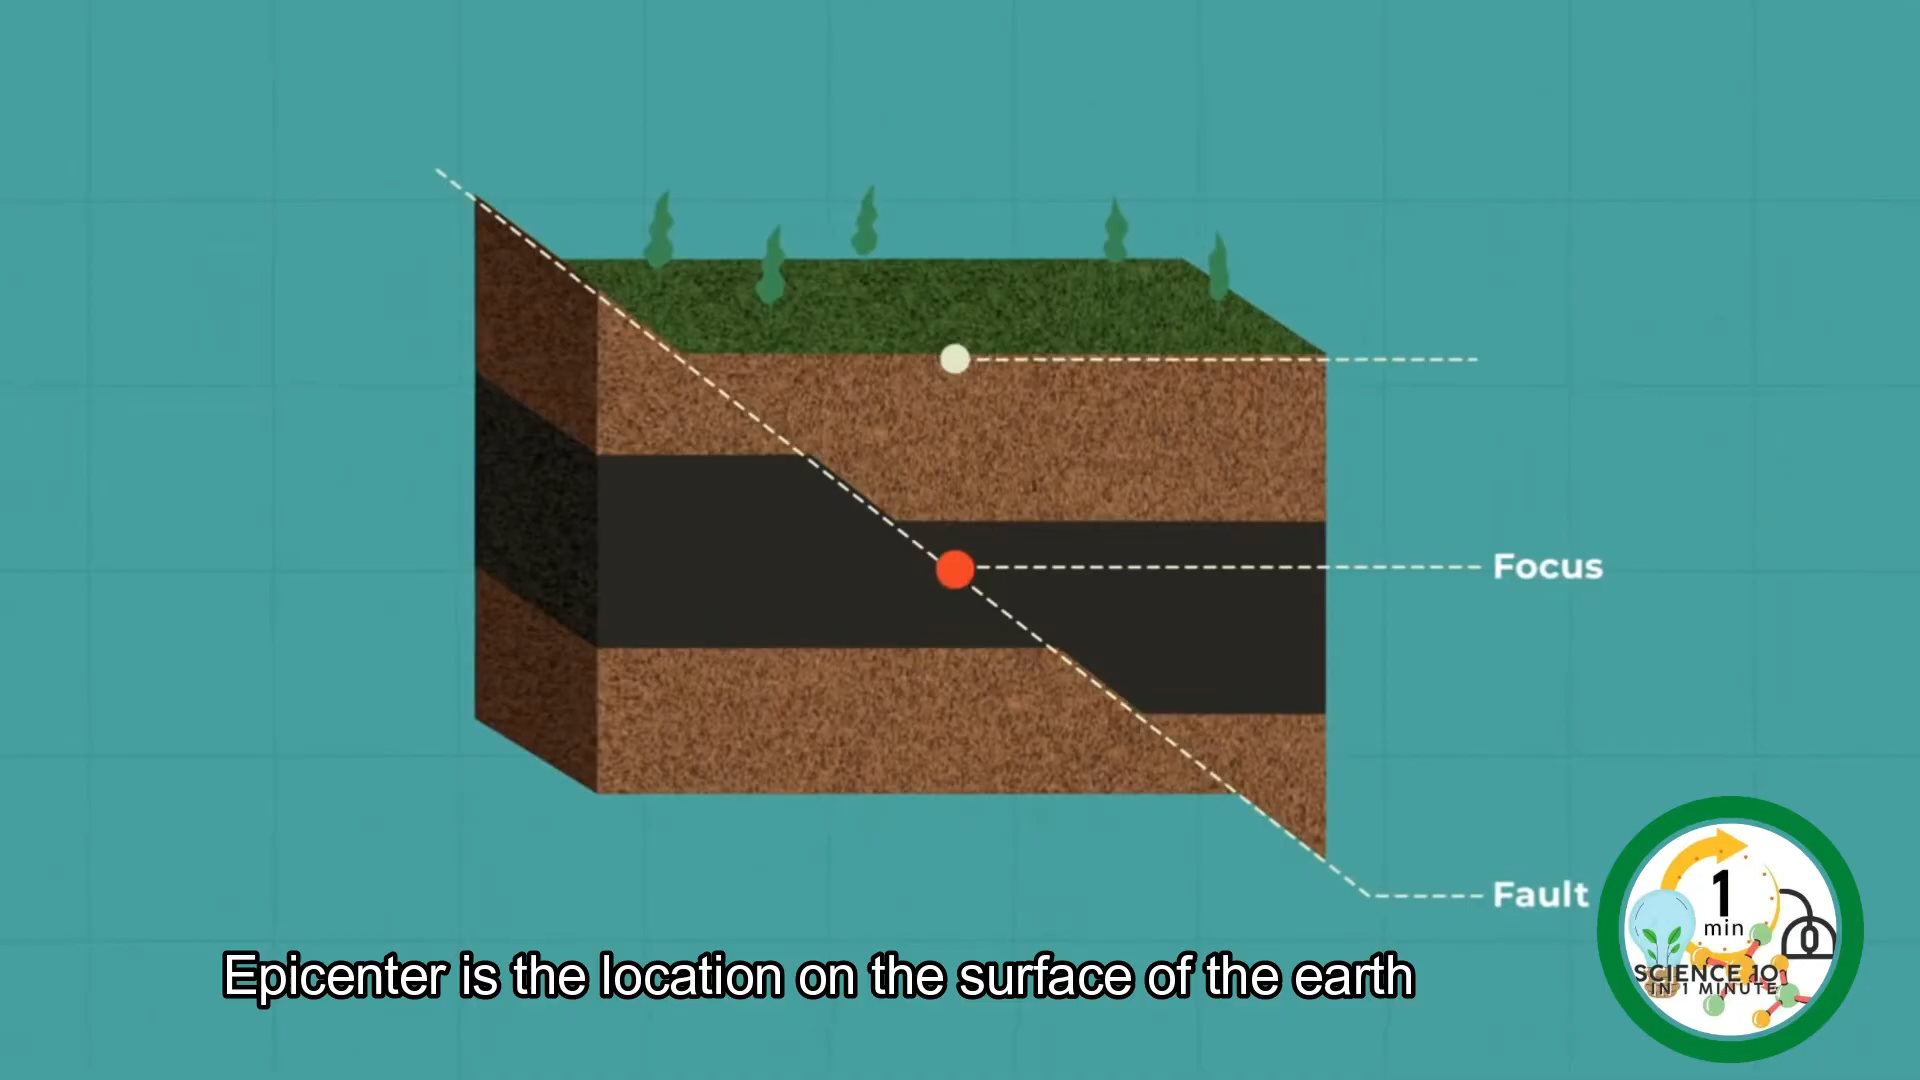 Focus
Fault
1
min
SCIENCE 10
IN 1 MINUTE
Epicenter is the location on the surface of the earth